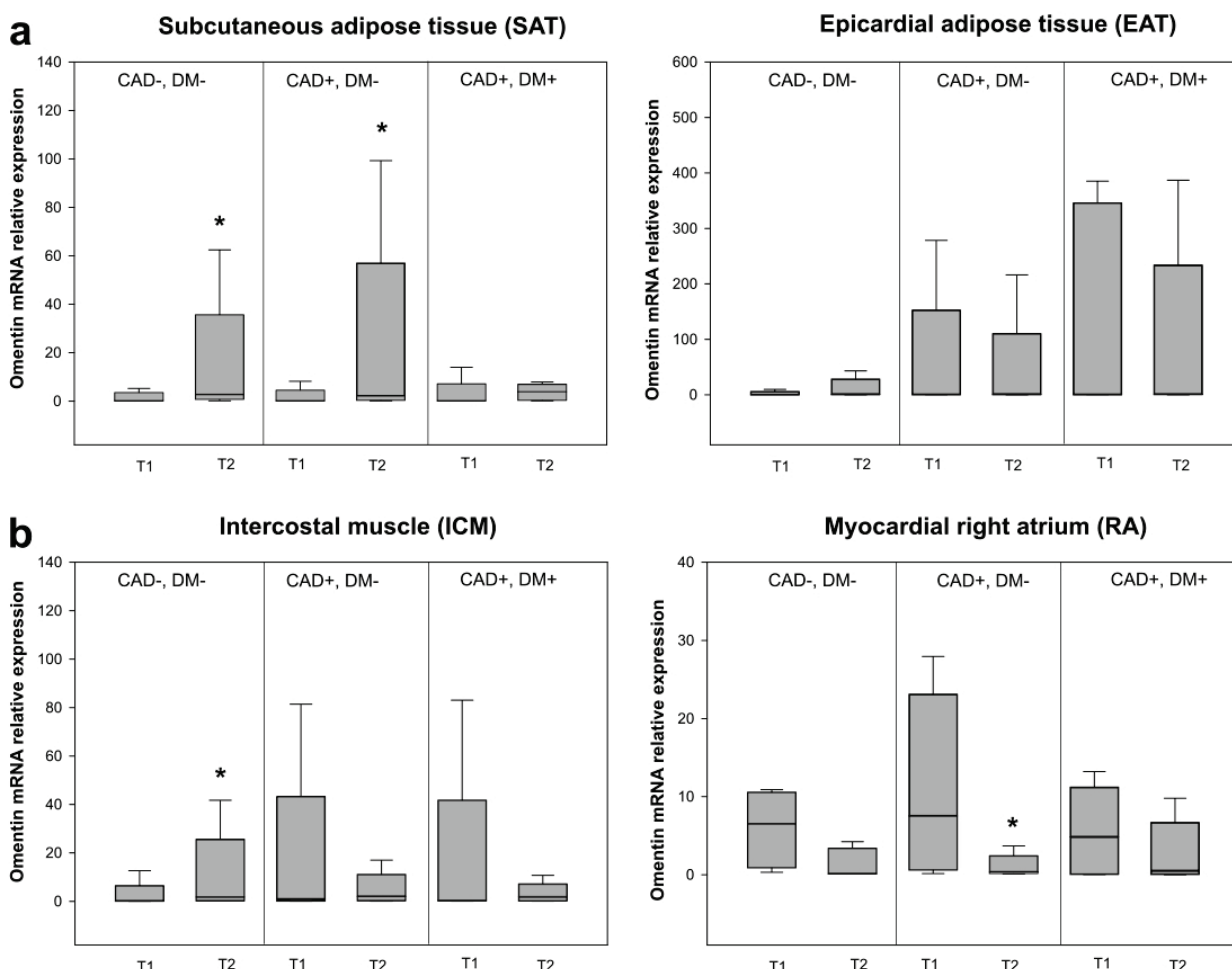 a
Subcutaneous adipose tissue (SAT)
Omentin mRNA relative expression
140
120
100
80
60
40
20
0
CAD-, DM-
CAD+, DM-
CAD+, DM+
*
*
T1
T2
T1
T2
T1
T2
Epicardial adipose tissue (EAT)
Omentin mRNA relative expression
600
500
400
300
200
100
0
CAD-, DM-
CAD+, DM-
CAD+, DM+
T1
T2
T1
T2
T1
T2
b
Intercostal muscle (ICM)
Omentin mRNA relative expression
140
120
100
80
60
40
20
0
CAD-, DM-
CAD+, DM-
CAD+, DM+
*
T1
T2
T1
T2
T1
T2
Myocardial right atrium (RA)
Omentin mRNA relative expression
40
30
20
10
0
CAD-, DM-
CAD+, DM-
CAD+, DM+
*
T1
T2
T1
T2
T1
T2